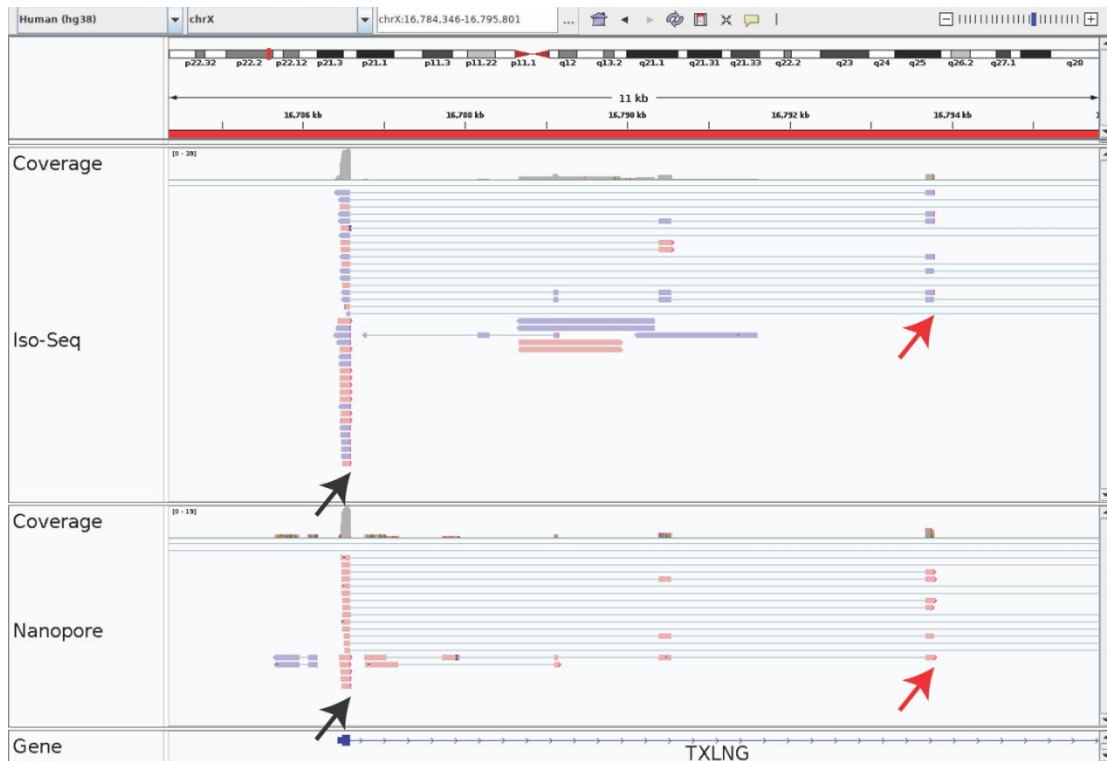 Human (hg38) chrX chrX:16,784,346-16,795,801 ...
p22.32 p22.2 p22.12 p21.3 p21.1 p11.3 p11.22 p11.1 q12 q13.2 q21.1 q21.31 q21.33 q22.2 q23 q24 q25 q26.2 q27.1 q28
11 kb
16,786 kb 16,788 kb 16,790 kb 16,792 kb 16,794 kb
Coverage
[0 - 39]
Iso-Seq
Coverage
[0 - 19]
Nanopore
Gene
TXLNG